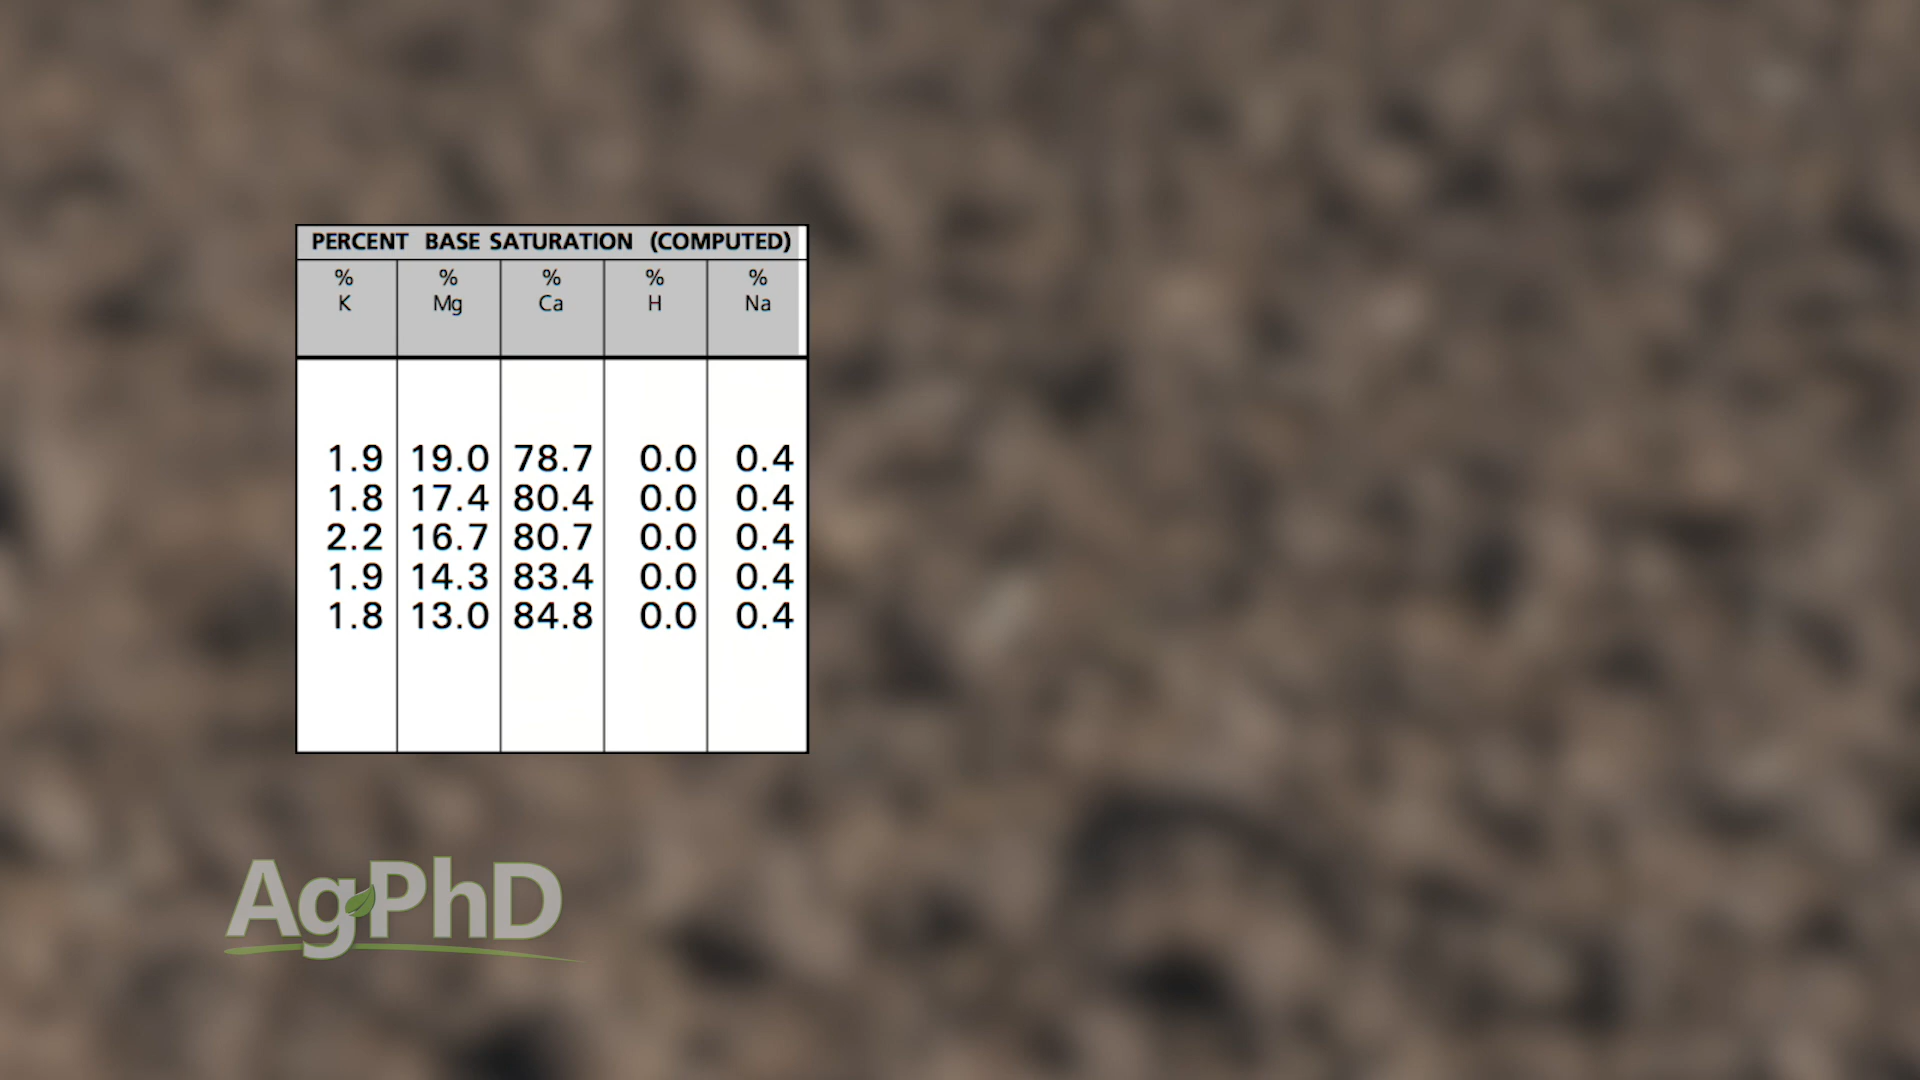 PERCENT BASE SATURATION (COMPUTED)
% % % % %
K Mg Ca H Na
1.9 19.0 78.7 0.0 0.4
1.8 17.4 80.4 0.0 0.4
2.2 16.7 80.7 0.0 0.4
1.9 14.3 83.4 0.0 0.4
1.8 13.0 84.8 0.0 0.4
AgPhD